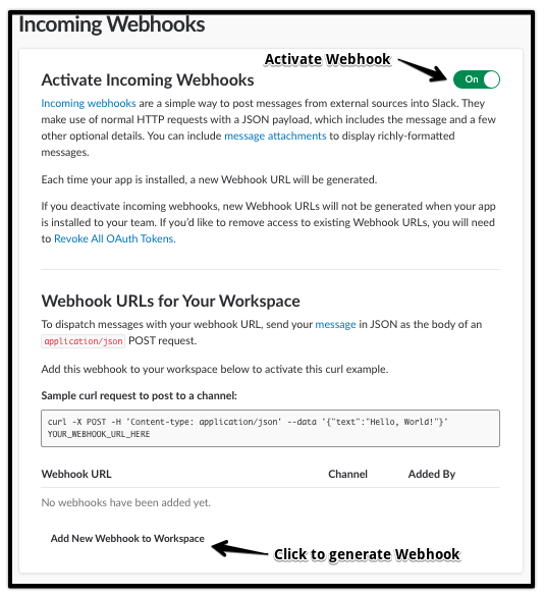 Incoming Webhooks
Activate Webhook
Activate Incoming Webhooks
On
Incoming webhooks are a simple way to post messages from external sources into Slack. They
make use of normal HTTP requests with a JSON payload, which includes the message and a few
other optional details. You can include message attachments to display richly-formatted
messages.
Each time your app is installed, a new Webhook URL will be generated.
If you deactivate incoming webhooks, new Webhook URLs will not be generated when your app
is installed to your team. If you'd like to remove access to existing Webhook URLs, you will need
to Revoke All OAuth Tokens.
Webhook URLs for Your Workspace
To dispatch messages with your webhook URL, send your message in JSON as the body of an
application/json POST request.
Add this webhook to your workspace below to activate this curl example.
Sample curl request to post to a channel:
curl -X POST -H 'Content-type: application/json' --data '{"text":"Hello, World!"}'
YOUR_WEBHOOK_URL_HERE
Webhook URL Channel Added By
No webhooks have been added yet.
Add New Webhook to Workspace
Click to generate Webhook